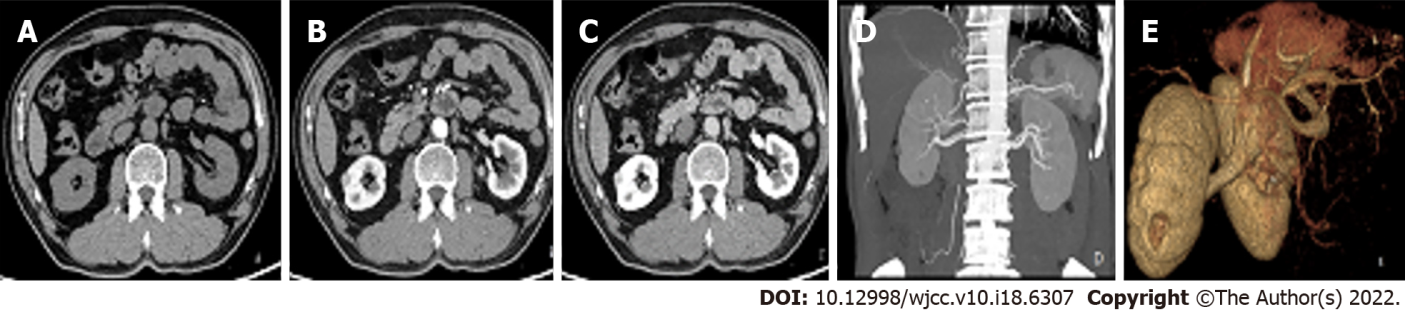 A B C D E
D
DOI: 10.12998/wjcc.v10.i18.6307 Copyright ©The Author(s) 2022.